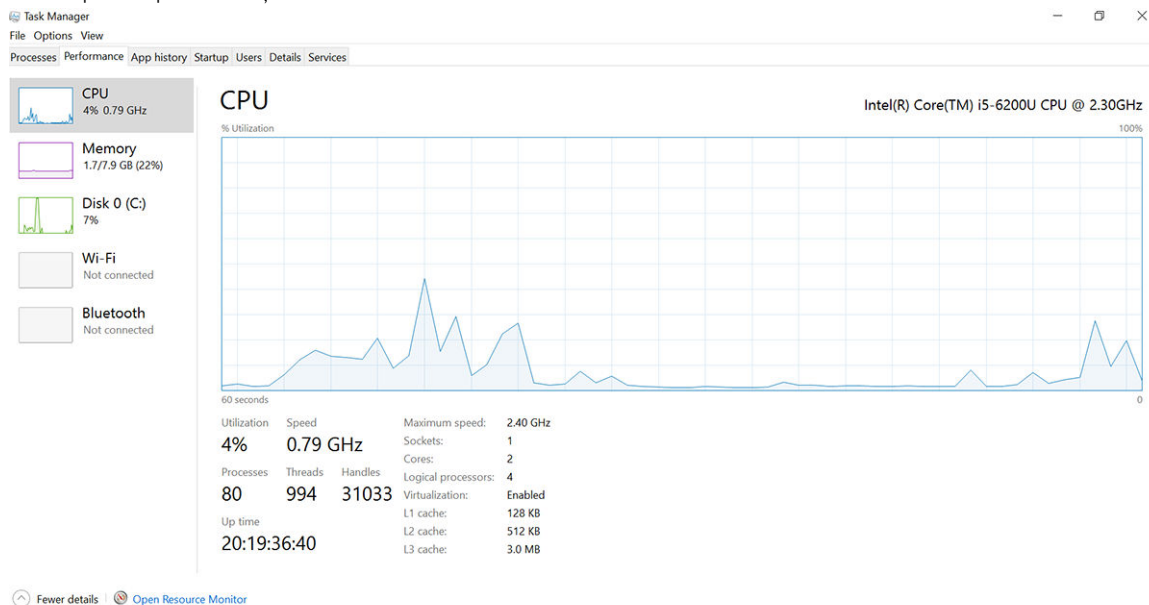 Task Manager
File Options View
Processes Performance App history Startup Users Details Services
CPU
4% 0.79 GHz
Memory
1.7/7.9 GB (22%)
Disk 0 (C:)
7%
Wi-Fi
Not connected
Bluetooth
Not connected
CPU
Intel(R) Core(TM) i5-6200U CPU @ 2.30GHz
% Utilization 100%
60 seconds 0
Utilization Speed
4% 0.79 GHz
Processes Threads Handles
80 994 31033
Up time
20:19:36:40
Maximum speed: 2.40 GHz
Sockets: 1
Cores: 2
Logical processors: 4
Virtualization: Enabled
L1 cache: 128 KB
L2 cache: 512 KB
L3 cache: 3.0 MB
Fewer details Open Resource Monitor